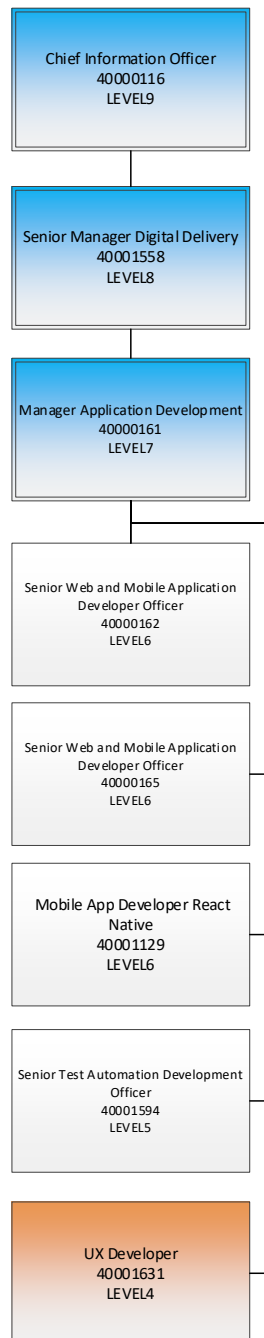 Chief Information Officer
40000116
LEVEL9
Senior Manager Digital Delivery
40001558
LEVEL8
Manager Application Development
40000161
LEVEL7
Senior Web and Mobile Application
Developer Officer
40000162
LEVEL6
Senior Web and Mobile Application
Developer Officer
40000165
LEVEL6
Mobile App Developer React
Native
40001129
LEVEL6
Senior Test Automation Development
Officer
40001594
LEVEL5
UX Developer
40001631
LEVEL4